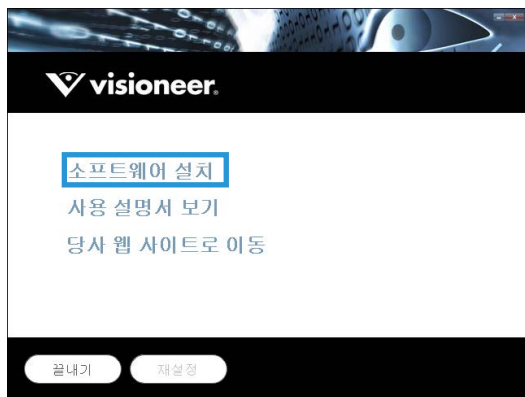 visioneer®
소프트웨어 설치
사용 설명서 보기
당사 웹 사이트로 이동
끝내기
재설정